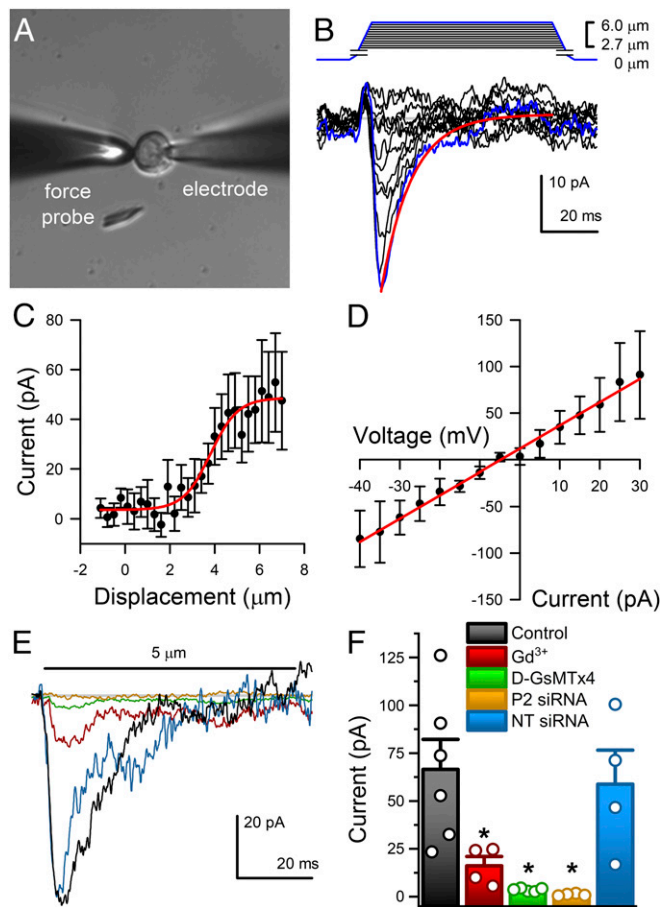 A
force
probe
electrode
B
6.0 μm
2.7 μm
0 μm
10 pA
20 ms
C
80
60
40
20
0
Current (pA)
-2 0 2 4 6 8
Displacement (μm)
D
150
100
50
-50
-100
-150
Voltage (mV)
-40 -30 -20 -10 0 10 20 30
Current (pA)
E
5 μm
20 pA
20 ms
F
Control
Gd³⁺
D-GsMTx4
P2 siRNA
NT siRNA
125
100
75
50
25
0
Current (pA)
* * *